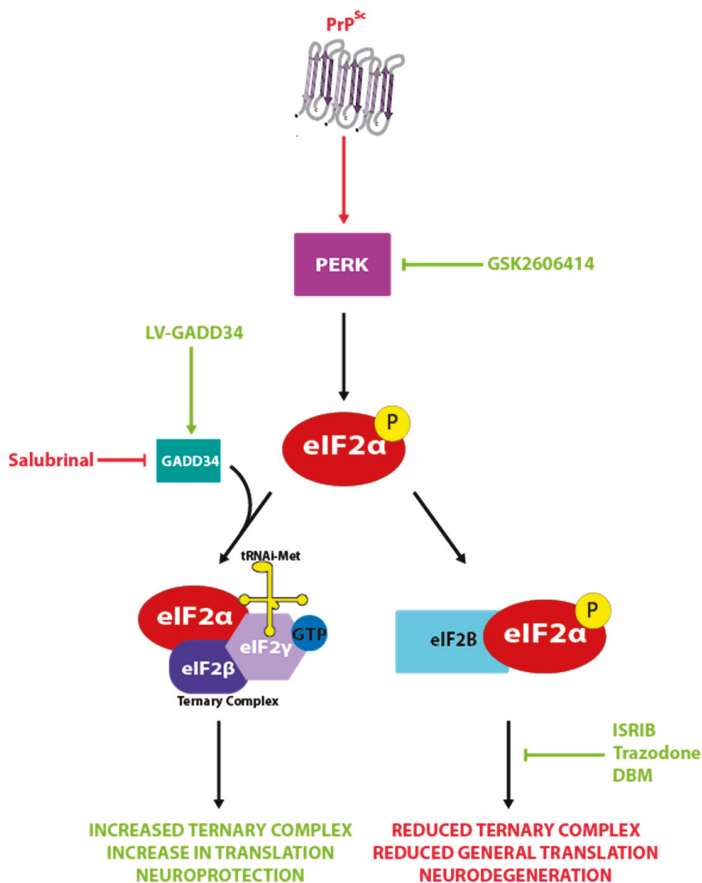 PrPSc
PERK
GSK2606414
LV-GADD34
P
eIF2α
Salubrinal
GADD34
tRNAi-Met
eIF2α
GTP
eIF2γ
eIF2β
Ternary Complex
P
eIF2B
eIF2α
ISRIB
Trazodone
DBM
INCREASED TERNARY COMPLEX
INCREASE IN TRANSLATION
NEUROPROTECTION
REDUCED TERNARY COMPLEX
REDUCED GENERAL TRANSLATION
NEURODEGENERATION